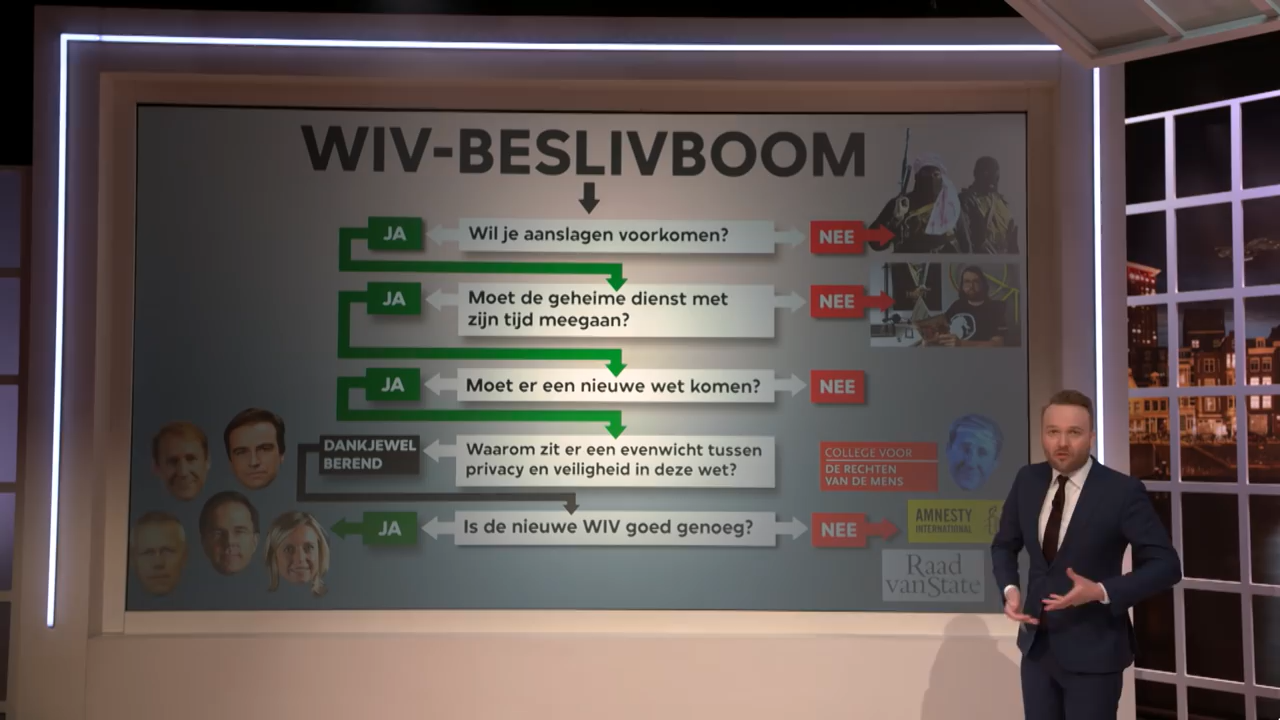 WIV-BESLIVBOOM
JA
Wil je aanslagen voorkomen?
NEE
JA
Moet de geheime dienst met
zijn tijd meegaan?
NEE
JA
Moet er een nieuwe wet komen?
NEE
DANKJEWEL
BEREND
Waarom zit er een evenwicht tussen
privacy en veiligheid in deze wet?
COLLEGE VOOR
DE RECHTEN
VAN DE MENS
JA
Is de nieuwe WIV goed genoeg?
NEE
AMNESTY
INTERNATIONAL
Raad
vanState